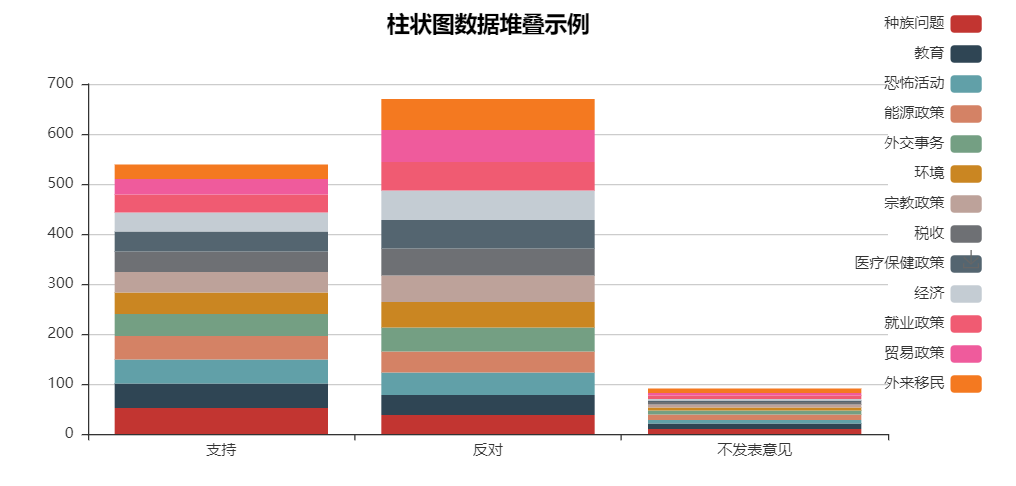 柱状图数据堆叠示例
种族问题
教育
恐怖活动
能源政策
外交事务
环境
宗教政策
税收
医疗保健政策
经济
就业政策
贸易政策
外来移民
700
600
500
400
300
200
100
0
支持
反对
不发表意见